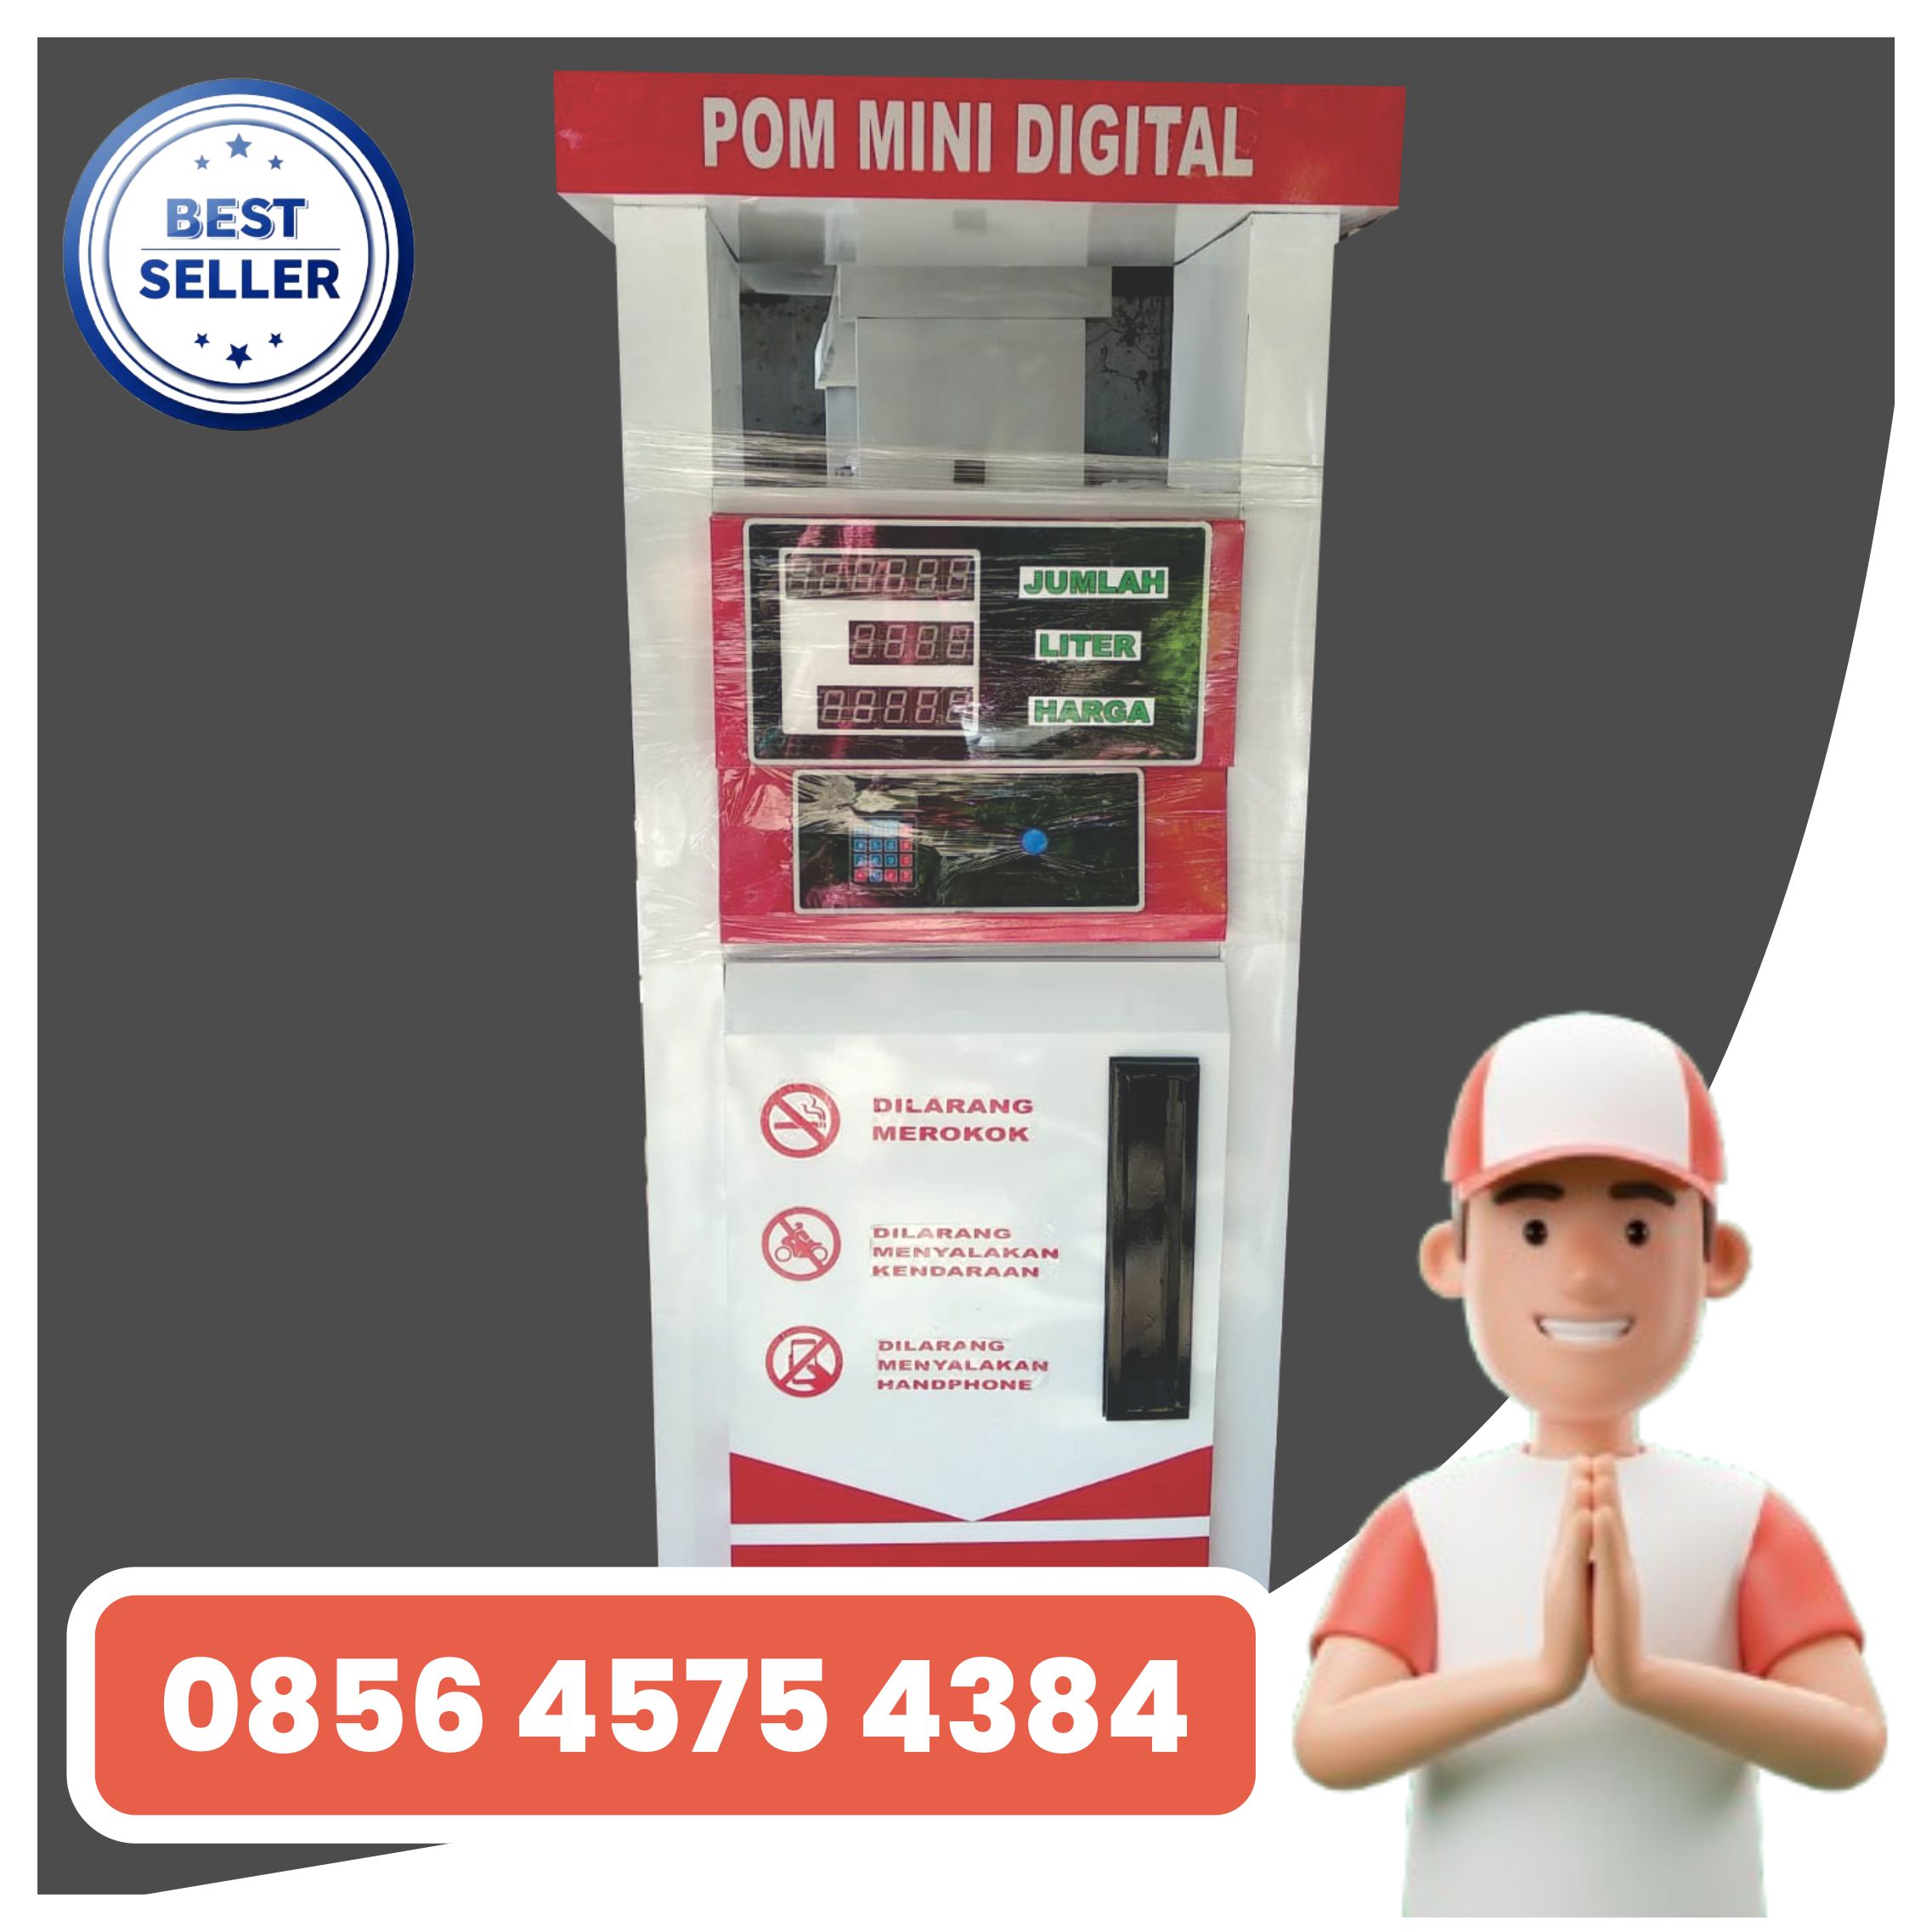 POM MINI DIGITAL
BEST
SELLER
JUMLAH
LITER
HARGA
DILARANG
MEROKOK
DILARANG
MENYALAKAN
KENDARAAN
DILARANG
MENYALAKAN
HANDPHONE
0856 4575 4384